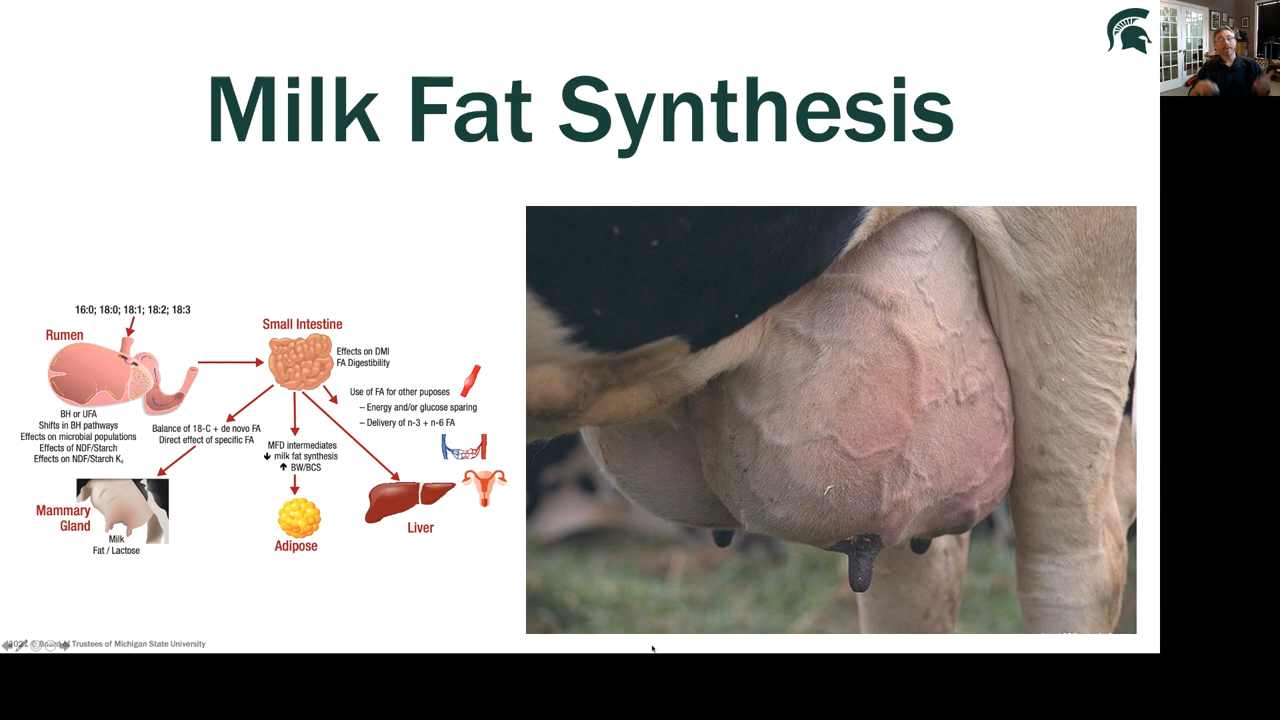 Milk Fat Synthesis
16:0; 18:0; 18:1; 18:2; 18:3
Rumen
BH or UFA
Shifts in BH pathways
Effects on microbial populations
Effects of NDF/Starch
Effects on NDF/Starch Kd
Small Intestine
Effects on DMI
FA Digestibility
Use of FA for other puposes
– Energy and/or glucose sparing
– Delivery of n-3 + n-6 FA
Balance of 18-C + de novo FA
Direct effect of specific FA
MFD intermediates
↓ milk fat synthesis
↑ BW/BCS
Mammary
Gland
Milk
Fat / Lactose
Adipose
Liver
Trustees of Michigan State University